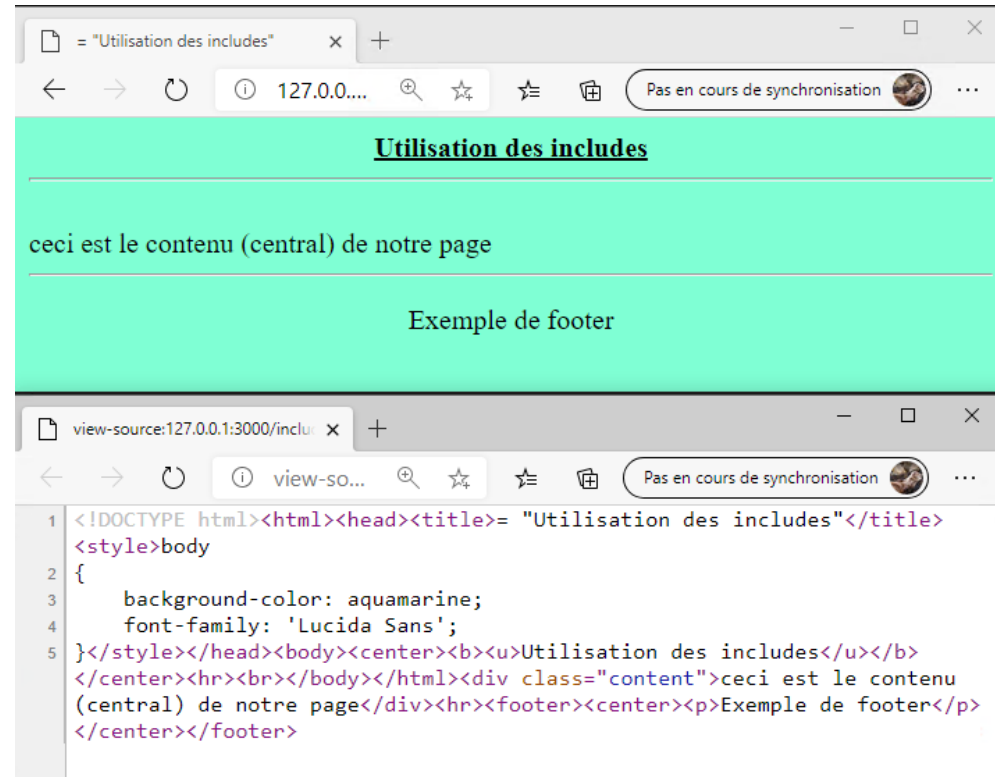 = "Utilisation des includes"
127.0.0....
Pas en cours de synchronisation
Utilisation des includes
ceci est le contenu (central) de notre page
Exemple de footer
view-source:127.0.0.1:3000/inclu
view-so...
Pas en cours de synchronisation
1 <!DOCTYPE html><html><head><title>= "Utilisation des includes"</title>
<style>body
2 {
3     background-color: aquamarine;
4     font-family: 'Lucida Sans';
5 }</style></head><body><center><b><u>Utilisation des includes</u></b>
</center><hr><br></body></html><div class="content">ceci est le contenu
(central) de notre page</div><hr><footer><center><p>Exemple de footer</p>
</center></footer>